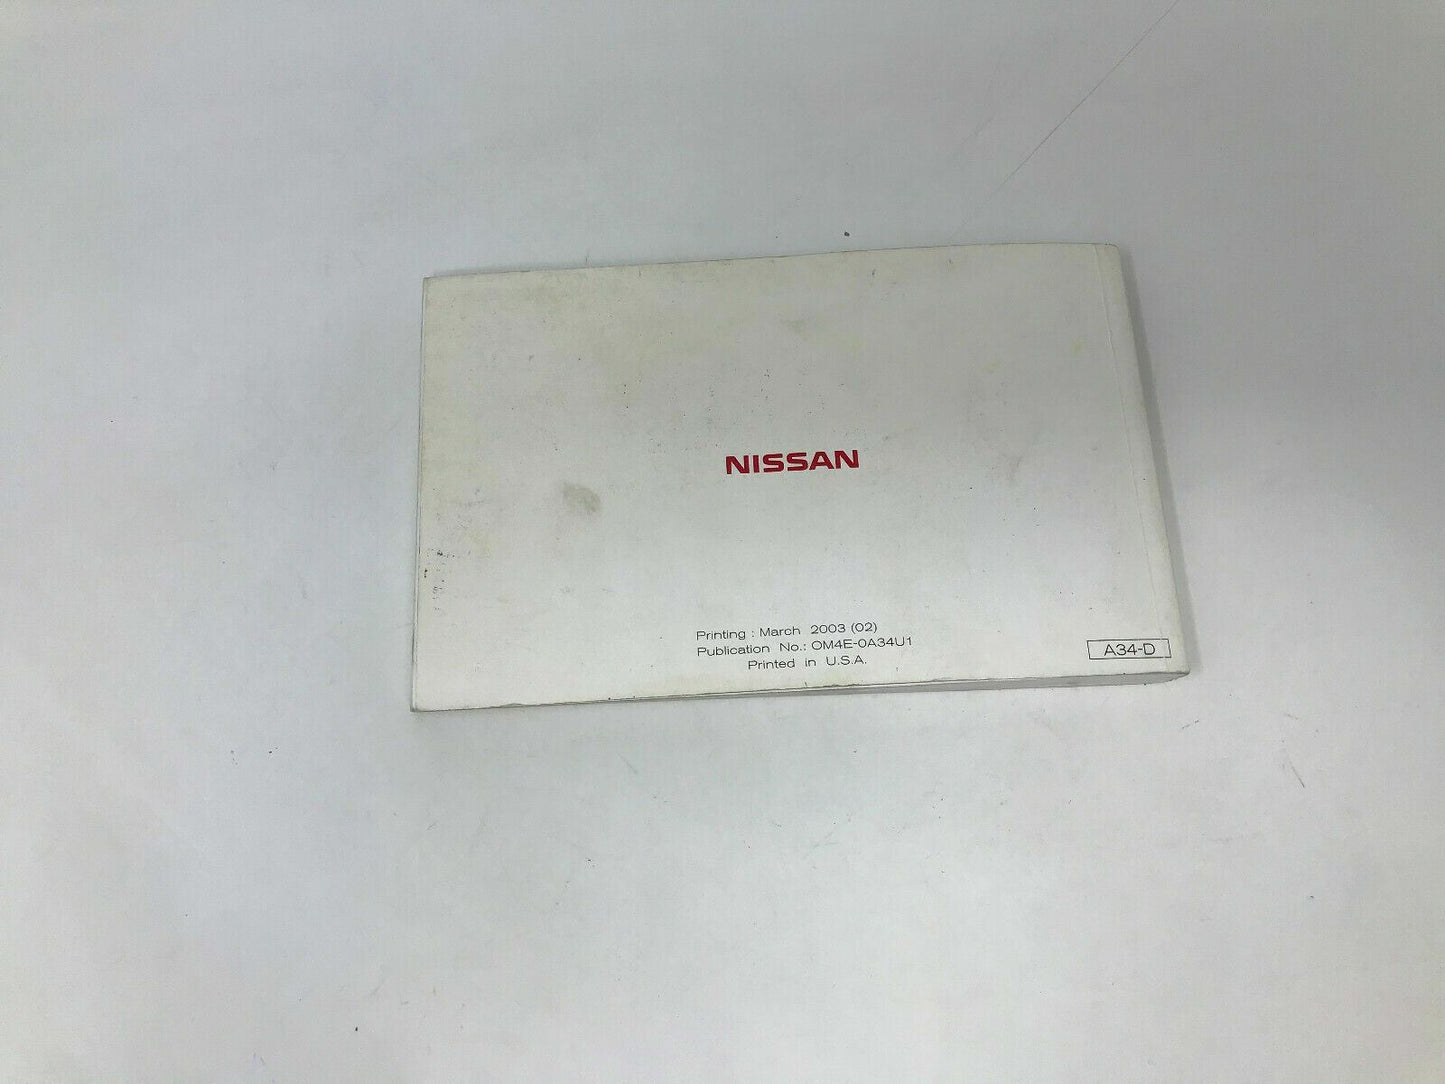 NISSAN
Printing : March 2003 (02)
Publication No.: OM4E-0A34U1
Printed in U.S.A.
A34-D